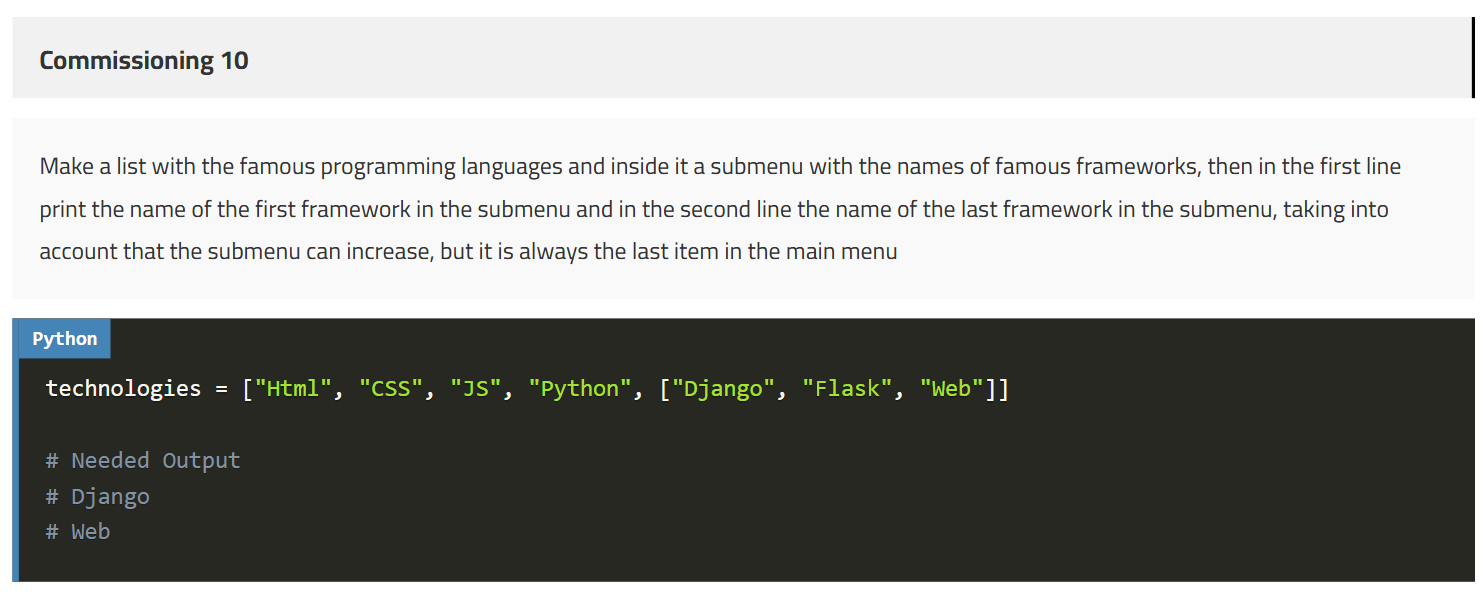 Commissioning 10
Make a list with the famous programming languages and inside it a submenu with the names of famous frameworks, then in the first line
print the name of the first framework in the submenu and in the second line the name of the last framework in the submenu, taking into
account that the submenu can increase, but it is always the last item in the main menu
Python
technologies = ["Html", "CSS", "JS", "Python", ["Django", "Flask", "Web"]]
# Needed Output
# Django
# Web